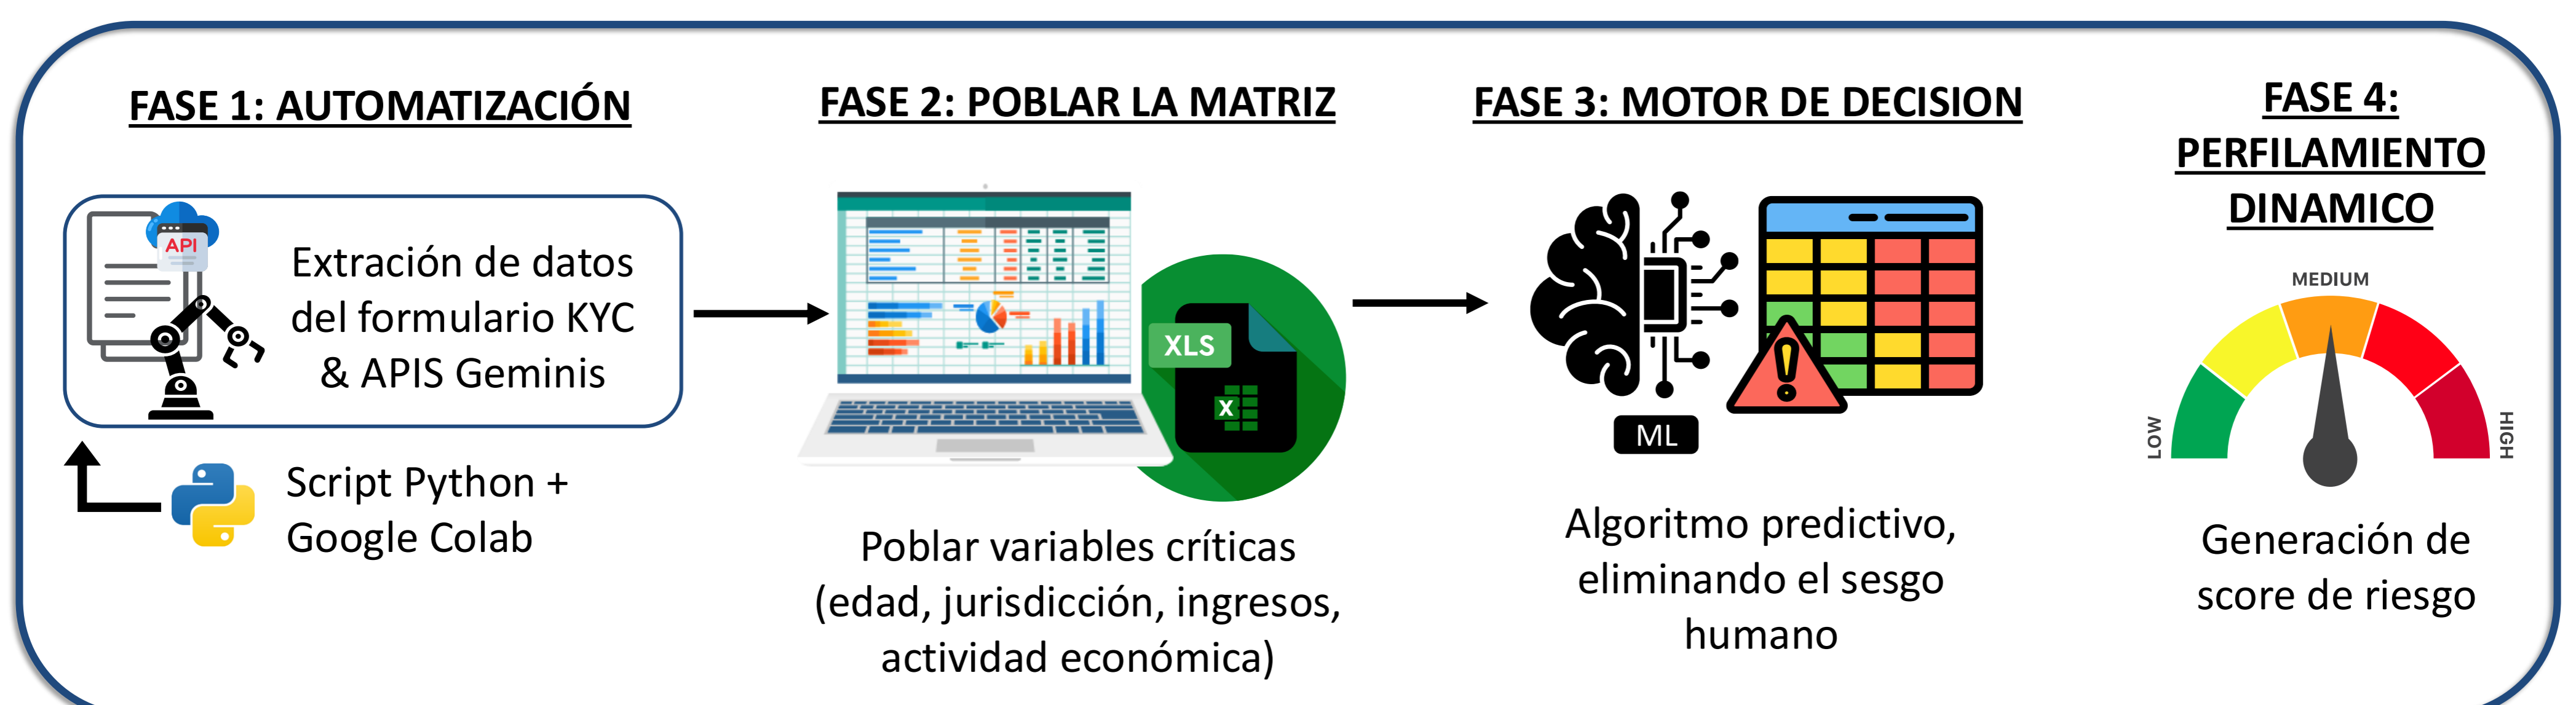 FASE 1: AUTOMATIZACIÓN
API
Extración de datos
del formulario KYC
& APIS Geminis
Script Python +
Google Colab
FASE 2: POBLAR LA MATRIZ
XLS
X
Poblar variables críticas
(edad, jurisdicción, ingresos,
actividad económica)
FASE 3: MOTOR DE DECISION
ML
Algoritmo predictivo,
eliminando el sesgo
humano
FASE 4:
PERFILAMIENTO
DINAMICO
MEDIUM
LOW
HIGH
Generación de
score de riesgo